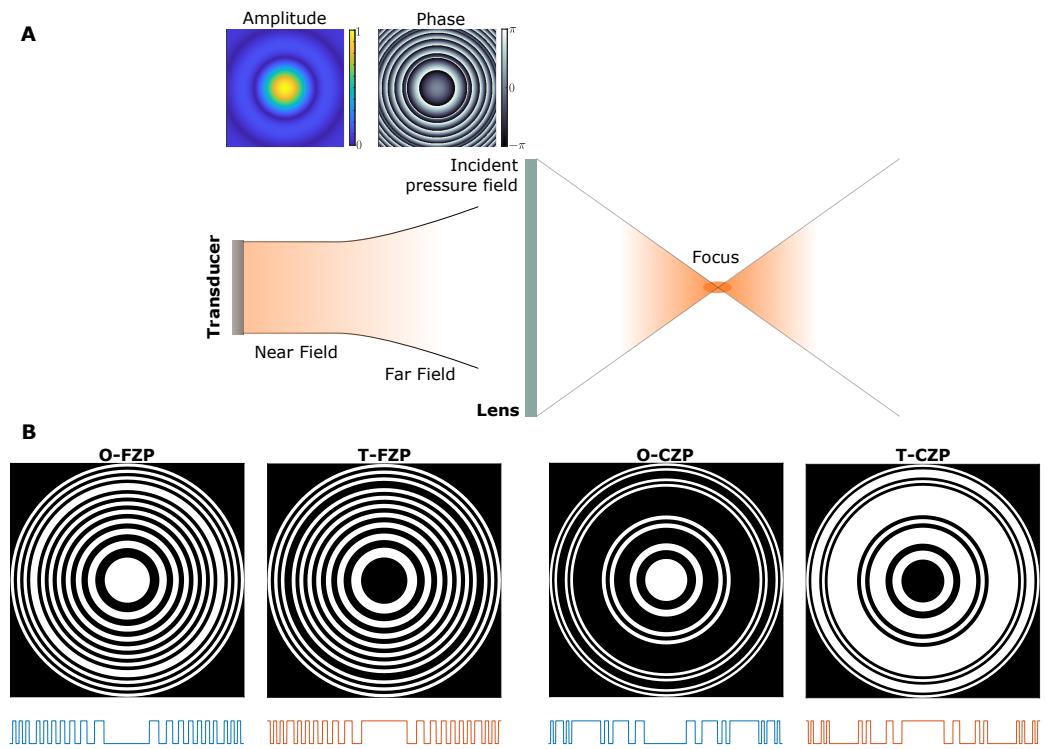 A
Amplitude
Phase
1
0
π
0
−π
Incident
pressure field
Transducer
Focus
Near Field
Far Field
Lens
B
O–FZP
T–FZP
O–CZP
T–CZP